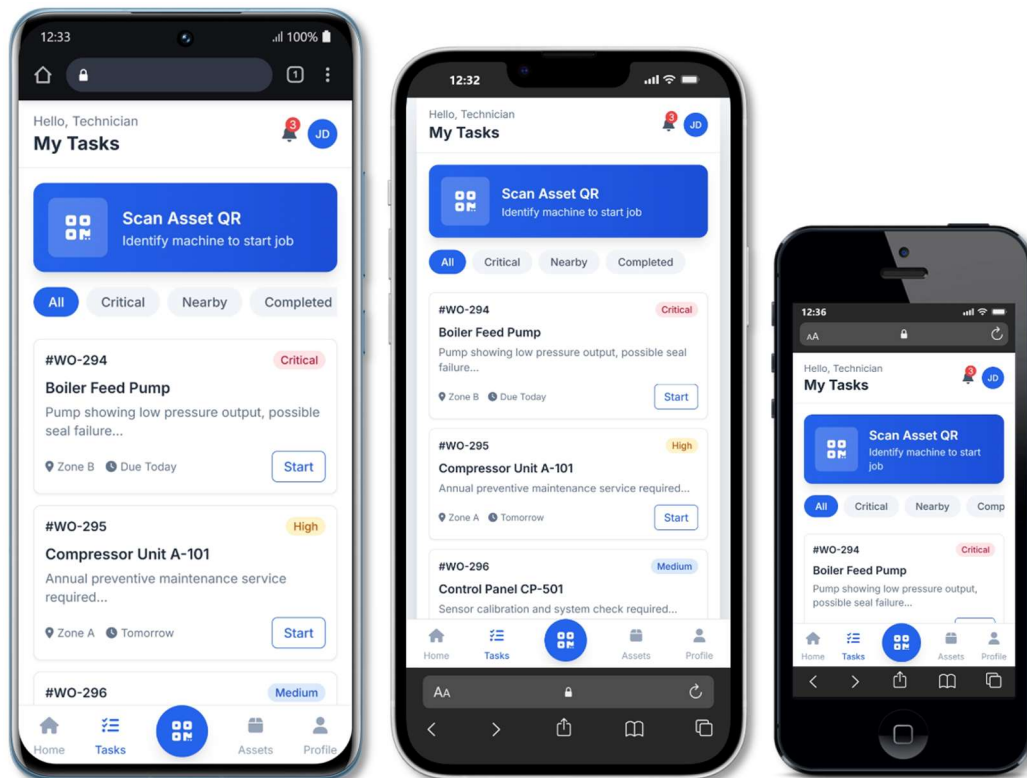 12:33
100%
1
Hello, Technician
My Tasks
3
JD
Scan Asset QR
Identify machine to start job
All Critical Nearby Completed
#WO-294 Critical
Boiler Feed Pump
Pump showing low pressure output, possible
seal failure...
Zone B Due Today Start
#WO-295 High
Compressor Unit A-101
Annual preventive maintenance service
required...
Zone A Tomorrow Start
#WO-296 Medium
Home Tasks Assets Profile
12:32
Hello, Technician
My Tasks
3
JD
Scan Asset QR
Identify machine to start job
All Critical Nearby Completed
#WO-294 Critical
Boiler Feed Pump
Pump showing low pressure output, possible seal
failure...
Zone B Due Today Start
#WO-295 High
Compressor Unit A-101
Annual preventive maintenance service required...
Zone A Tomorrow Start
#WO-296 Medium
Control Panel CP-501
Sensor calibration and system check required...
Home Tasks Assets Profile
AA
12:36
AA
Hello, Technician
My Tasks
3
JD
Scan Asset QR
Identify machine to start
job
All Critical Nearby Comp
#WO-294 Critical
Boiler Feed Pump
Pump showing low pressure output,
possible seal failure...
Home Tasks Assets Profile